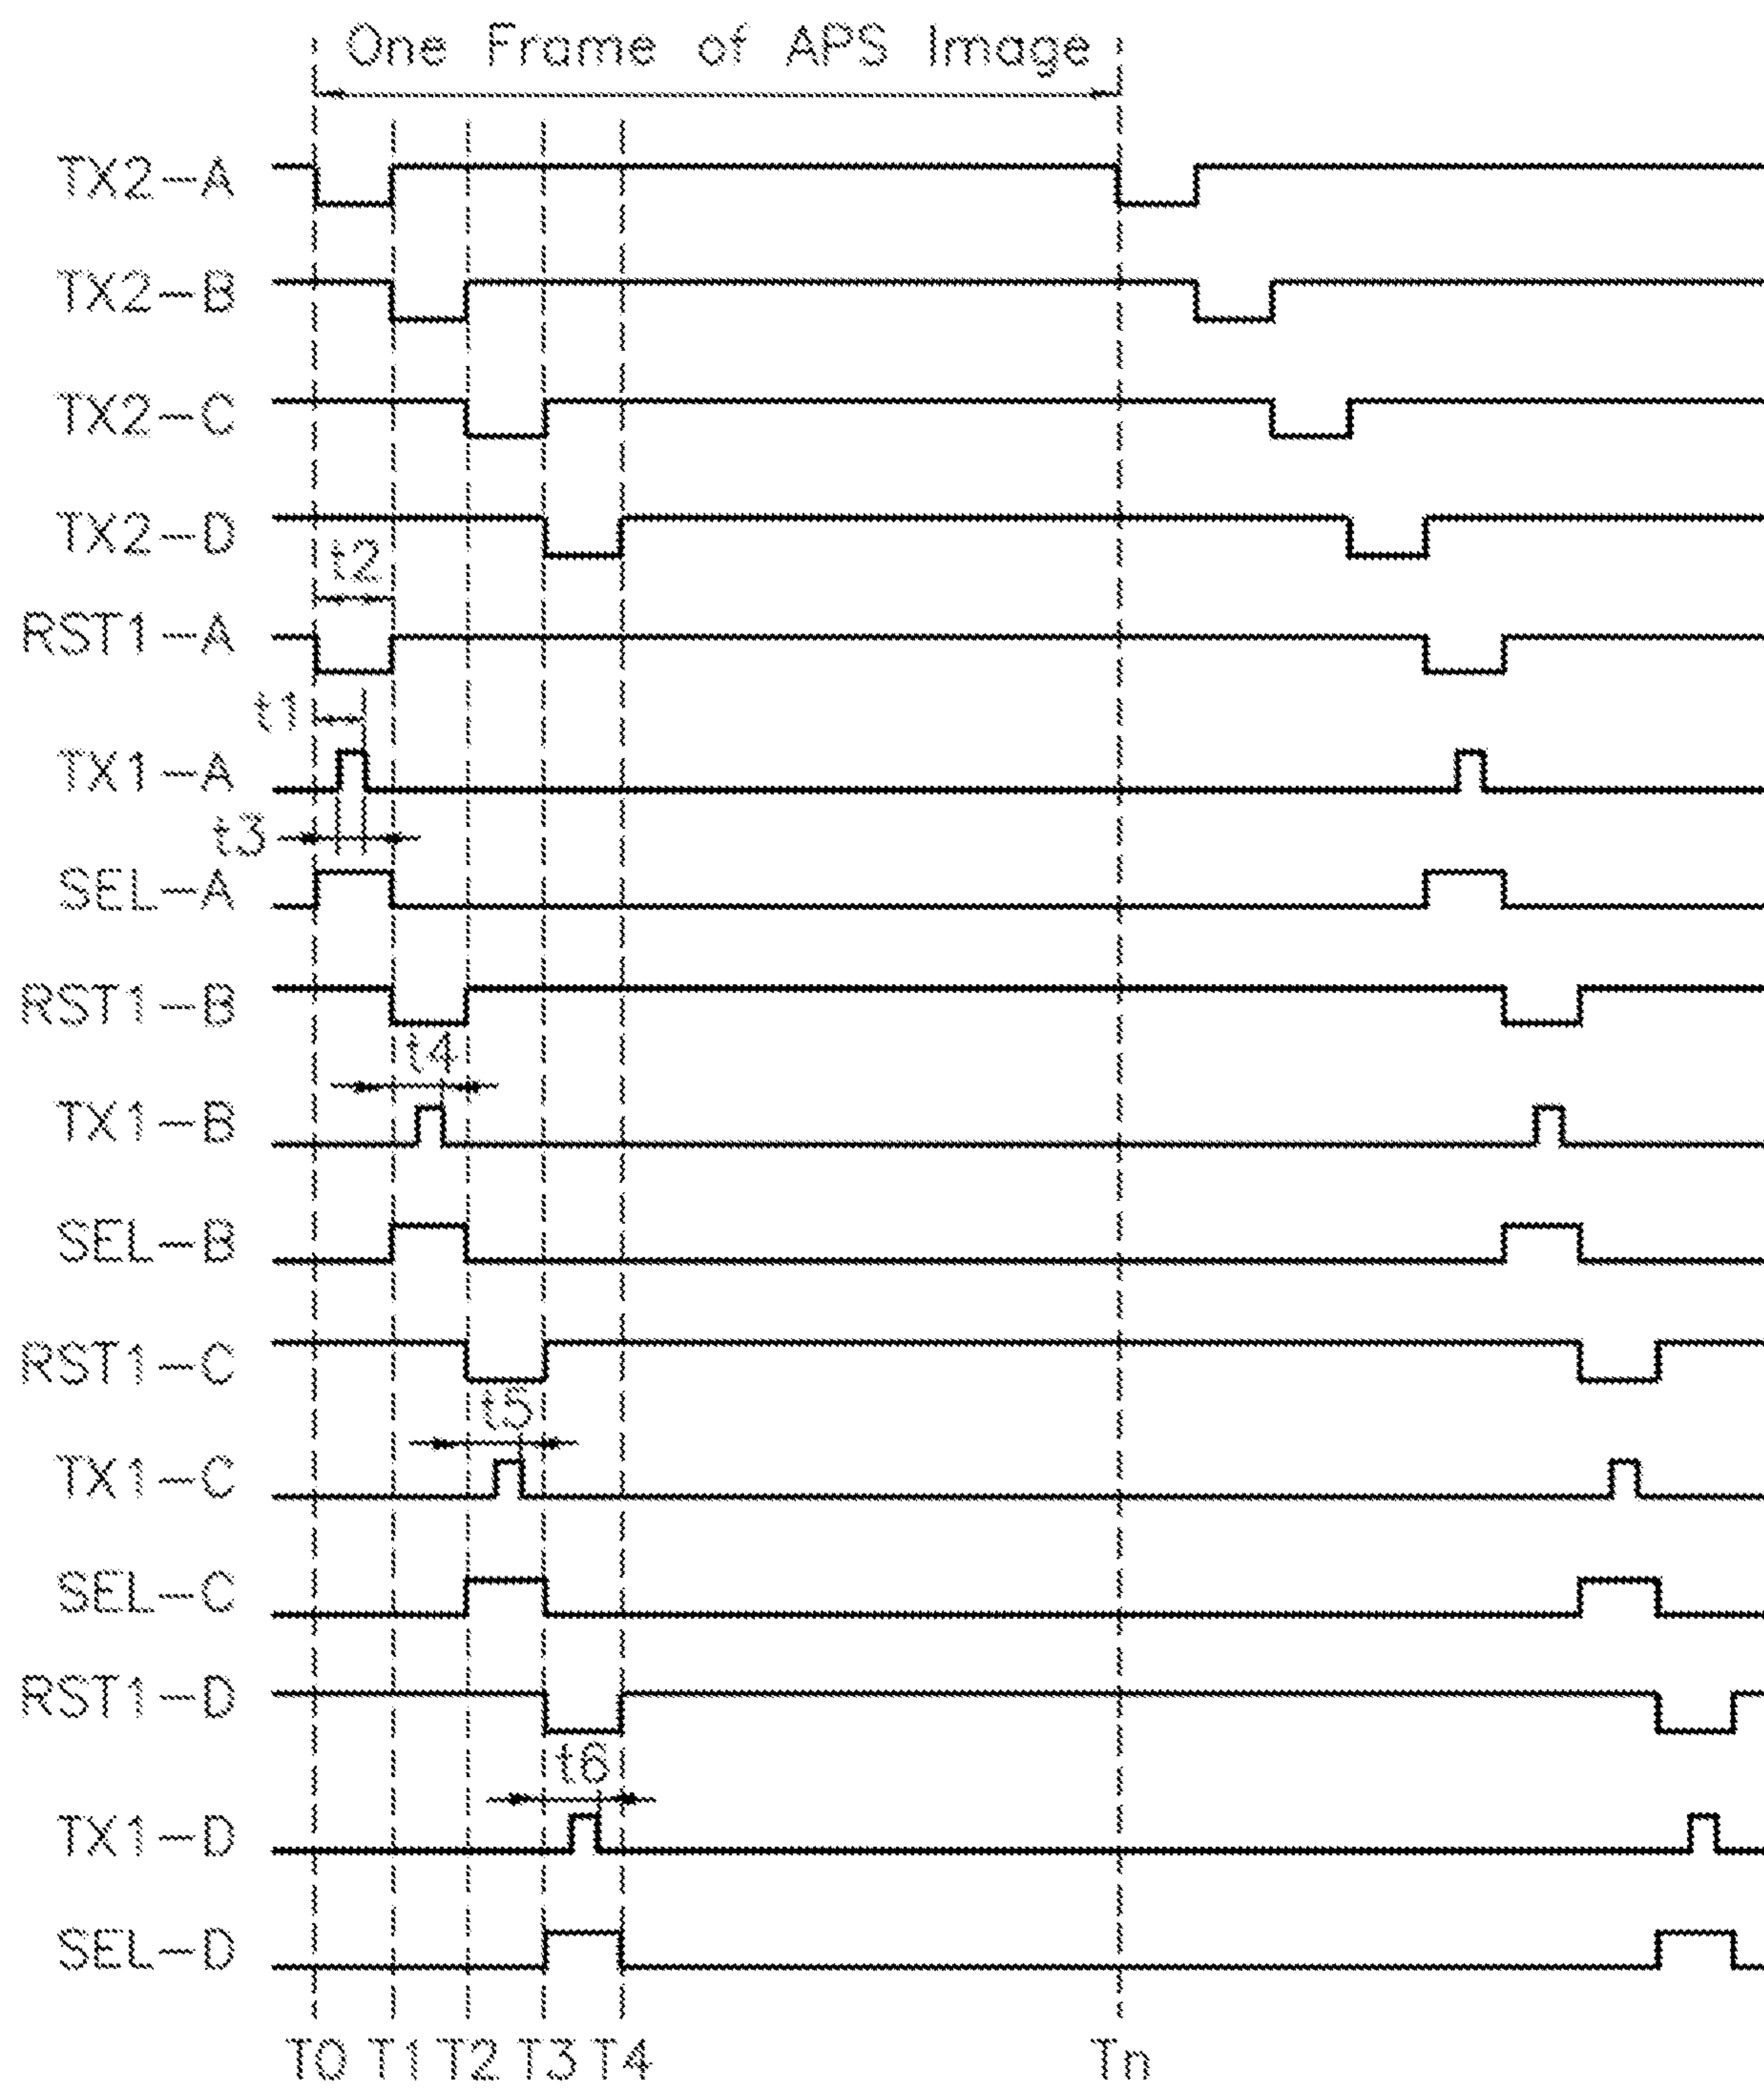 One Frame of APS Image
TX2-A
TX2-B
TX2-C
TX2-D
t2
RST1-A
t1
TX1-A
t3
SEL-A
RST1-B
t4
TX1-B
SEL-B
RST1-C
t5
TX1-C
SEL-C
RST1-D
t6
TX1-D
SEL-D
T0 T1 T2 T3 T4 Tn